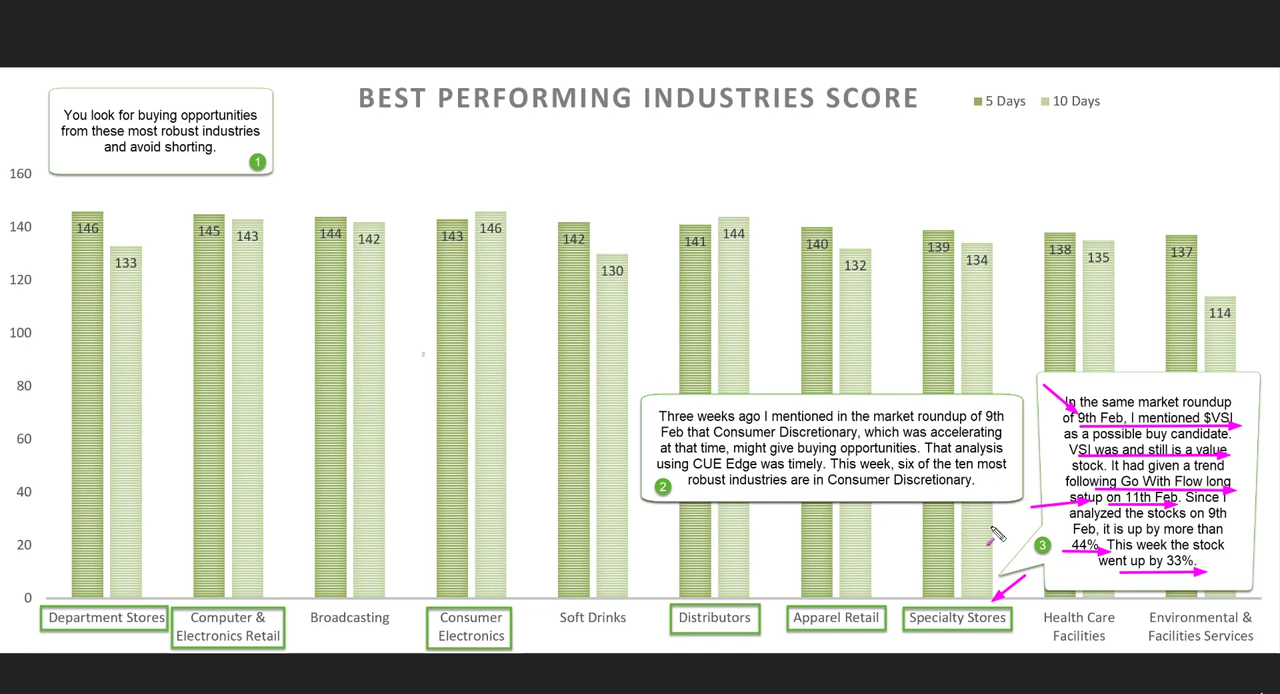 BEST PERFORMING INDUSTRIES SCORE
5 Days
10 Days
You look for buying opportunities
from these most robust industries
and avoid shorting.
1
160
140
120
100
80
60
40
20
0
146
133
145
143
144
142
143
146
142
130
141
144
140
132
139
134
138
135
137
114
Three weeks ago I mentioned in the market roundup of 9th
Feb that Consumer Discretionary, which was accelerating
at that time, might give buying opportunities. That analysis
using CUE Edge was timely. This week, six of the ten most
robust industries are in Consumer Discretionary.
2
In the same market roundup
of 9th Feb, I mentioned $VSI
as a possible buy candidate.
VSI was and still is a value
stock. It had given a trend
following Go With Flow long
setup on 11th Feb. Since I
analyzed the stocks on 9th
Feb, it is up by more than
44%. This week the stock
went up by 33%.
3
Department Stores
Computer &
Electronics Retail
Broadcasting
Consumer
Electronics
Soft Drinks
Distributors
Apparel Retail
Specialty Stores
Health Care
Facilities
Environmental &
Facilities Services